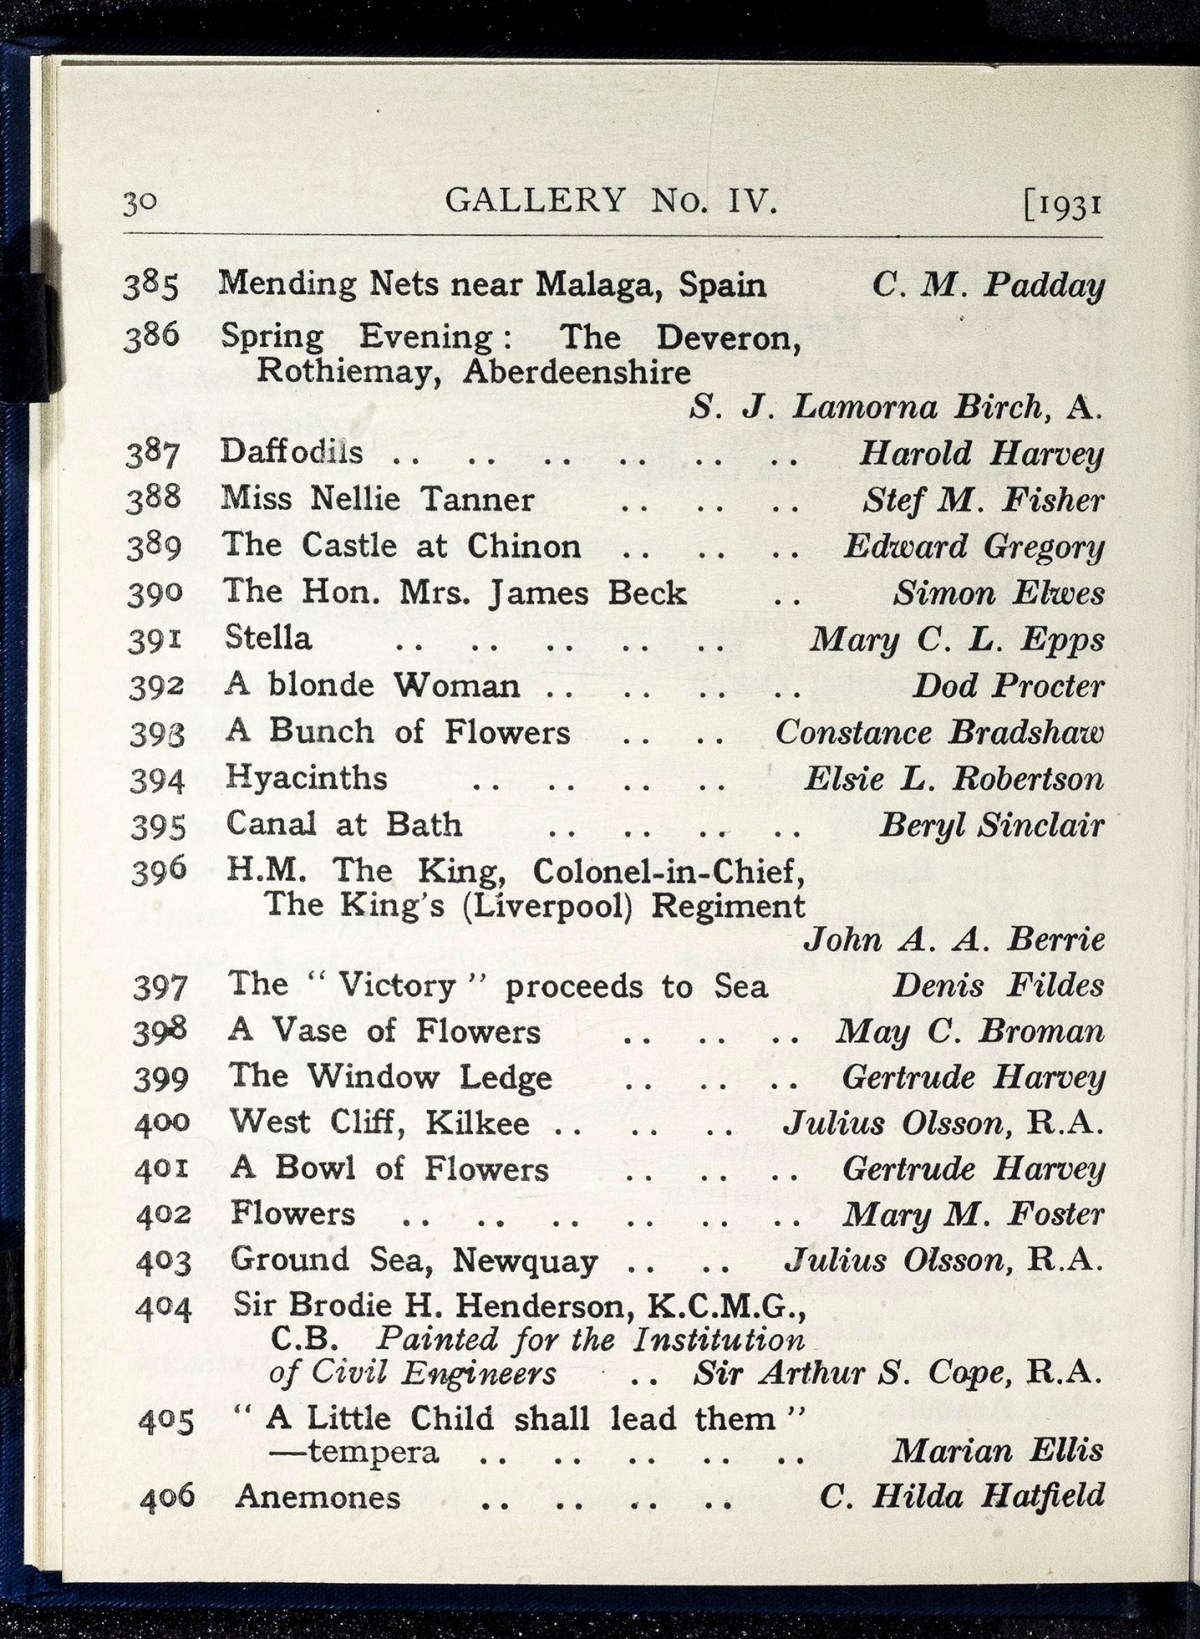 30 GALLERY No. IV. [1931
385 Mending Nets near Malaga, Spain C. M. Padday
386 Spring Evening: The Deveron,
Rothiemay, Aberdeenshire
S. J. Lamorna Birch, A.
387 Daffodils .. .. .. .. .. .. Harold Harvey
388 Miss Nellie Tanner .. .. .. Stef M. Fisher
389 The Castle at Chinon .. .. .. Edward Gregory
390 The Hon. Mrs. James Beck .. Simon Elwes
391 Stella .. .. .. .. .. Mary C. L. Epps
392 A blonde Woman .. .. .. .. Dod Procter
393 A Bunch of Flowers .. .. Constance Bradshaw
394 Hyacinths .. .. .. .. Elsie L. Robertson
395 Canal at Bath .. .. .. .. Beryl Sinclair
396 H.M. The King, Colonel-in-Chief,
The King's (Liverpool) Regiment
John A. A. Berrie
397 The “ Victory ” proceeds to Sea Denis Fildes
398 A Vase of Flowers .. .. .. May C. Broman
399 The Window Ledge .. .. .. Gertrude Harvey
400 West Cliff, Kilkee .. .. .. Julius Olsson, R.A.
401 A Bowl of Flowers .. .. .. Gertrude Harvey
402 Flowers .. .. .. .. .. .. Mary M. Foster
403 Ground Sea, Newquay .. .. Julius Olsson, R.A.
404 Sir Brodie H. Henderson, K.C.M.G.,
C.B. Painted for the Institution
of Civil Engineers .. Sir Arthur S. Cope, R.A.
405 “ A Little Child shall lead them ”
—tempera .. .. .. .. .. Marian Ellis
406 Anemones .. .. .. .. C. Hilda Hatfield